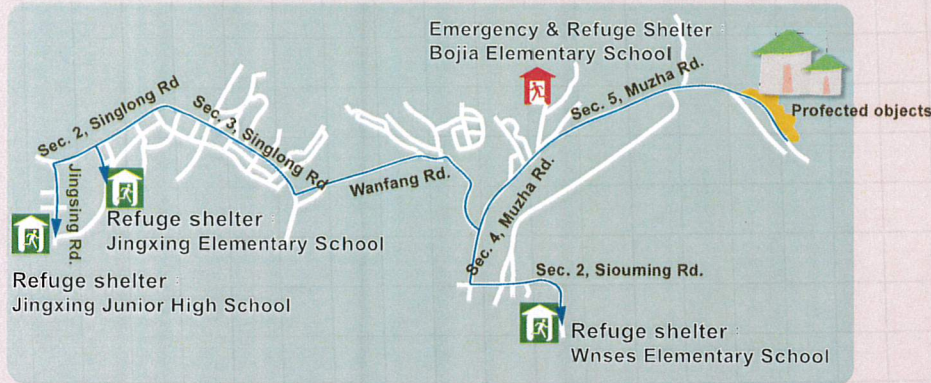 Emergency & Refuge Shelter :
Bojia Elementary School
Sec. 5, Muzha Rd.
Profected objects
Sec. 2, Singlong Rd
Sec. 3, Singlong Rd
Wanfang Rd.
Sec. 4, Muzha Rd.
Jingsing Rd.
Refuge shelter :
Jingxing Elementary School
Refuge shelter
Jingxing Junior High School
Sec. 2, Siouming Rd.
Refuge shelter :
Wnses Elementary School